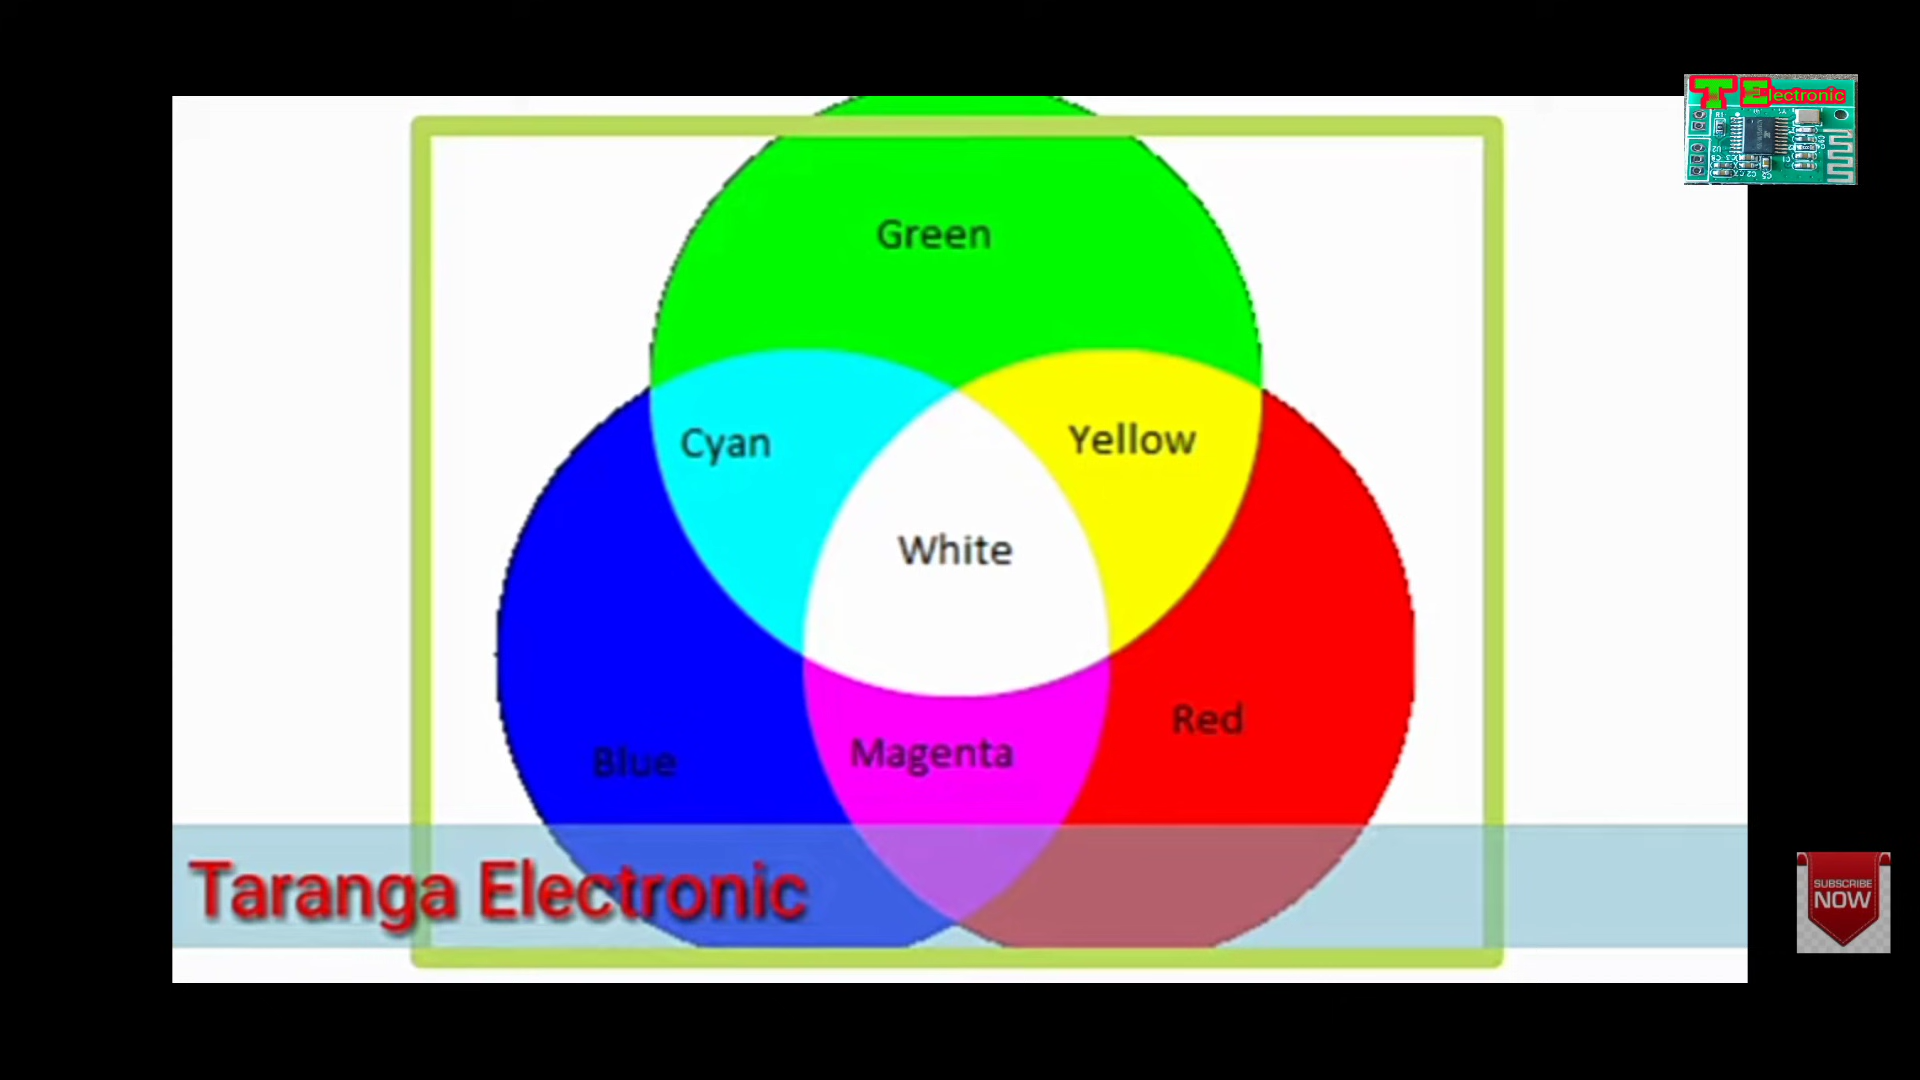 T Electronic
Green
Cyan
Yellow
White
Red
Magenta
Blue
Taranga Electronic
SUBSCRIBE
NOW